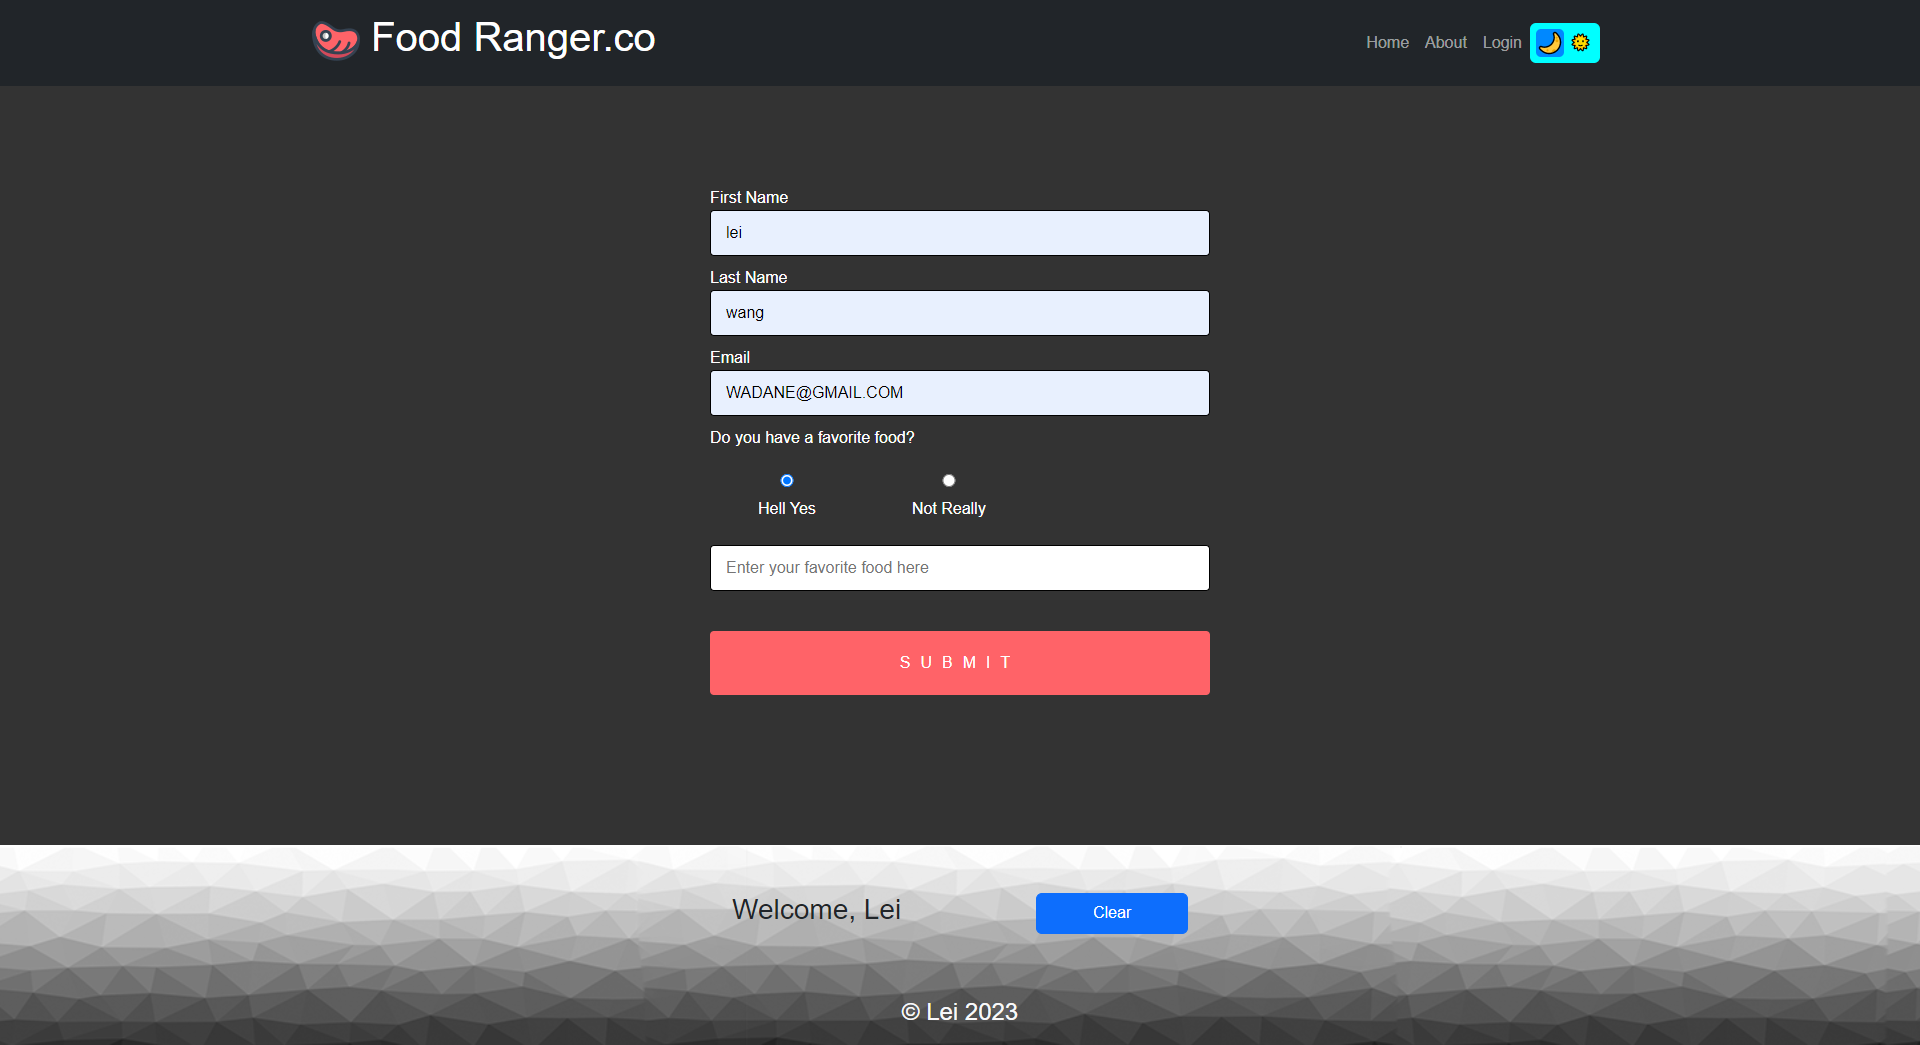 Food Ranger.co
Home About Login
First Name
lei
Last Name
wang
Email
WADANE@GMAIL.COM
Do you have a favorite food?
Hell Yes Not Really
Enter your favorite food here
SUBMIT
Welcome, Lei Clear
© Lei 2023